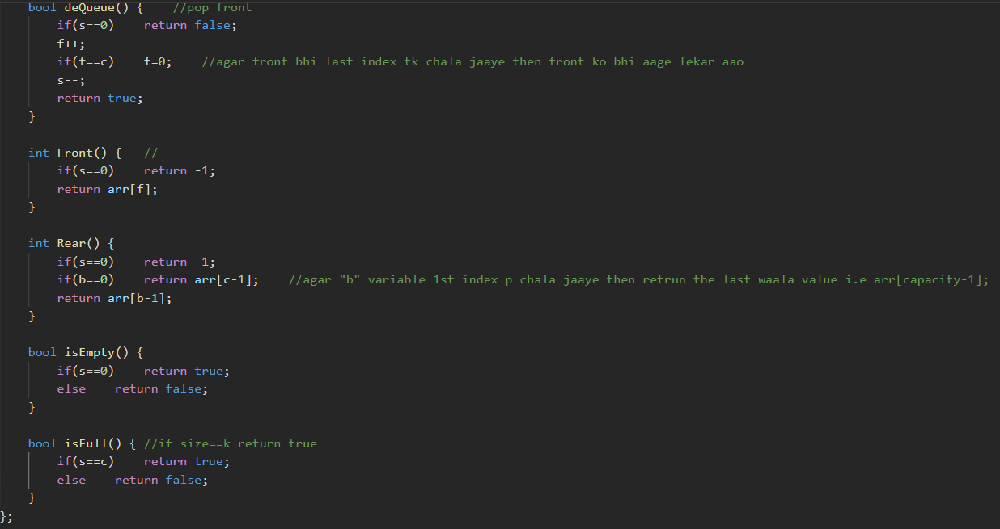 bool deQueue() {    //pop front
    if(s==0)    return false;
    f++;
    if(f==c)    f=0;    //agar front bhi last index tk chala jaaye then front ko bhi aage lekar aao
    s--;
    return true;
}
int Front() {   //
    if(s==0)    return -1;
    return arr[f];
}
int Rear() {
    if(s==0)    return -1;
    if(b==0)    return arr[c-1];    //agar "b" variable 1st index p chala jaaye then retrun the last waala value i.e arr[capacity-1];
    return arr[b-1];
}
bool isEmpty() {
    if(s==0)    return true;
    else    return false;
}
bool isFull() { //if size==k return true
    if(s==c)    return true;
    else    return false;
}
};